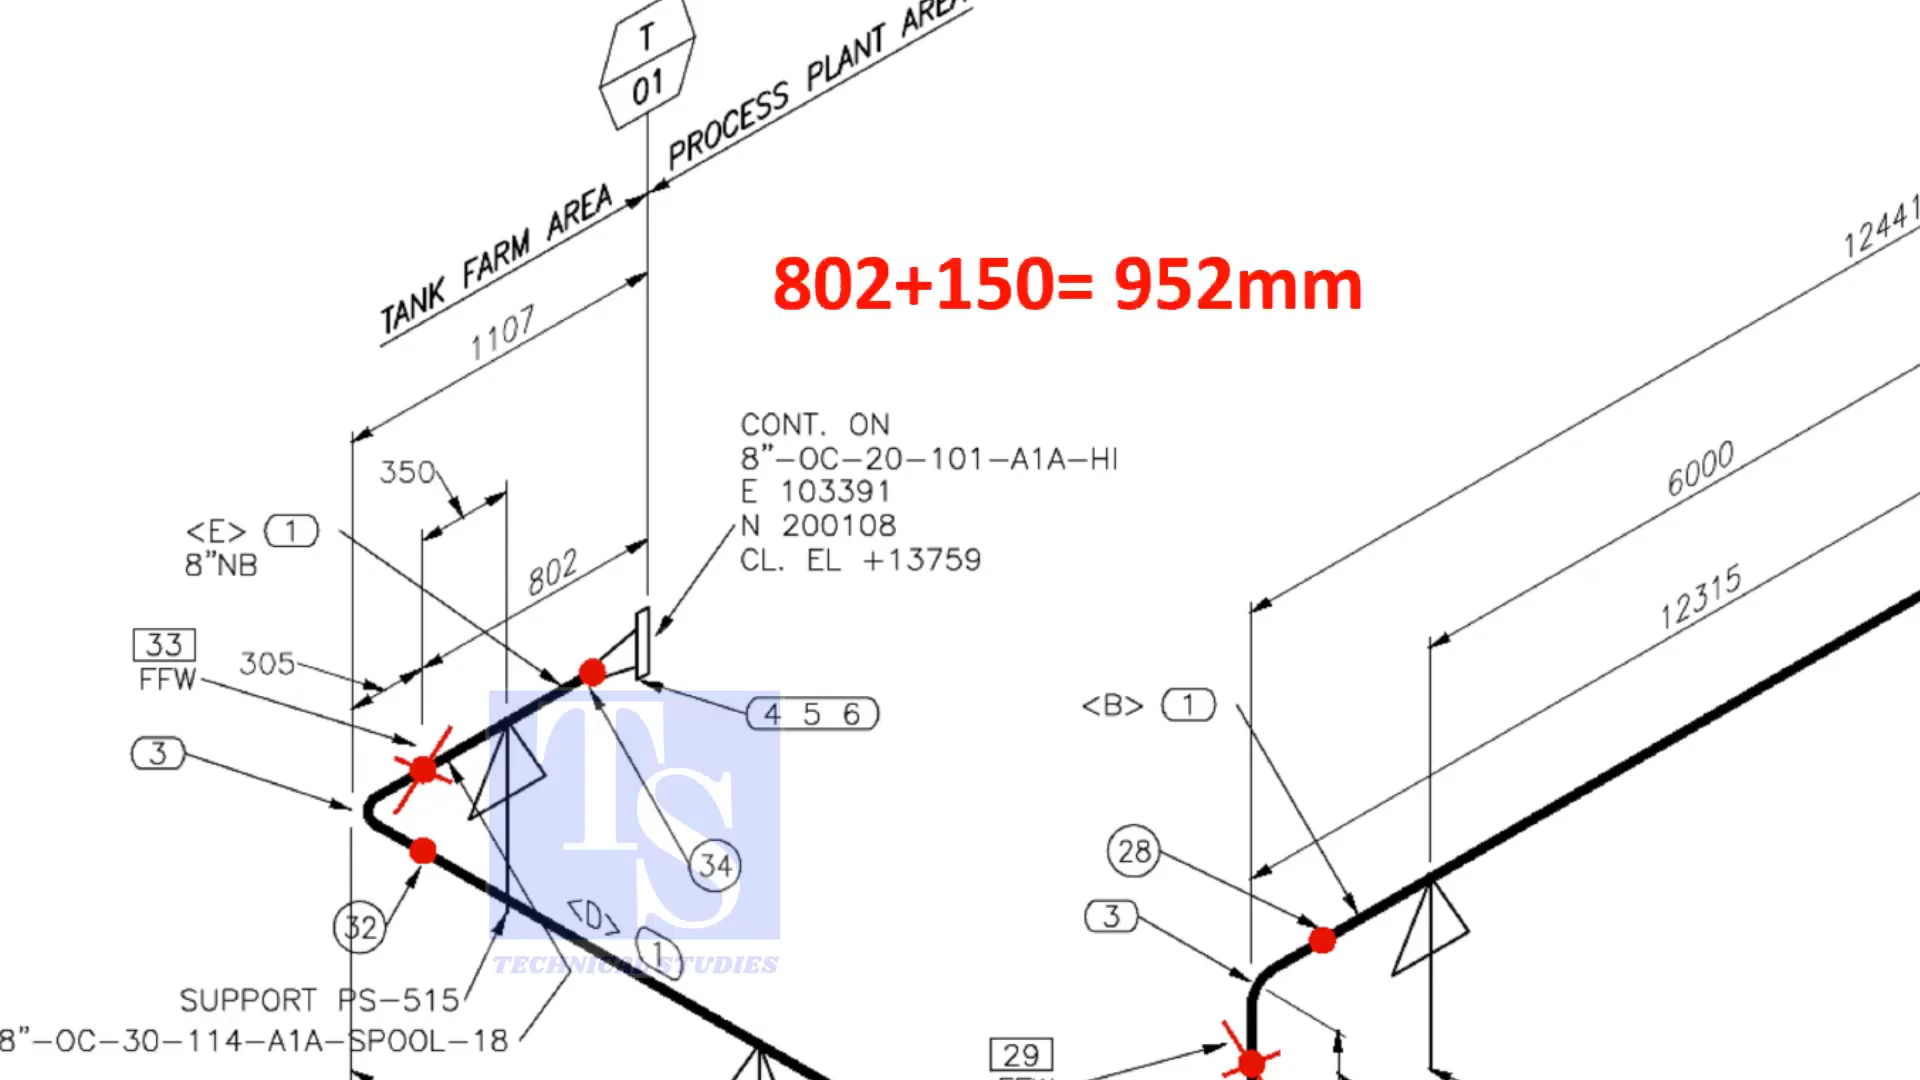 T
01
PROCESS PLANT AREA
TANK FARM AREA
1107
802+150= 952mm
12441
CONT. ON
8"-OC-20-101-A1A-HI
E 103391
N 200108
CL. EL +13759
350
6000
<E> 1
8"NB
802
12315
33
FFW
305
<B> 1
4 5 6
3
TS
34
28
3
32
<D> 1
TECHNICAL STUDIES
SUPPORT PS-515
8"-OC-30-114-A1A-SPOOL-18
29
FFW